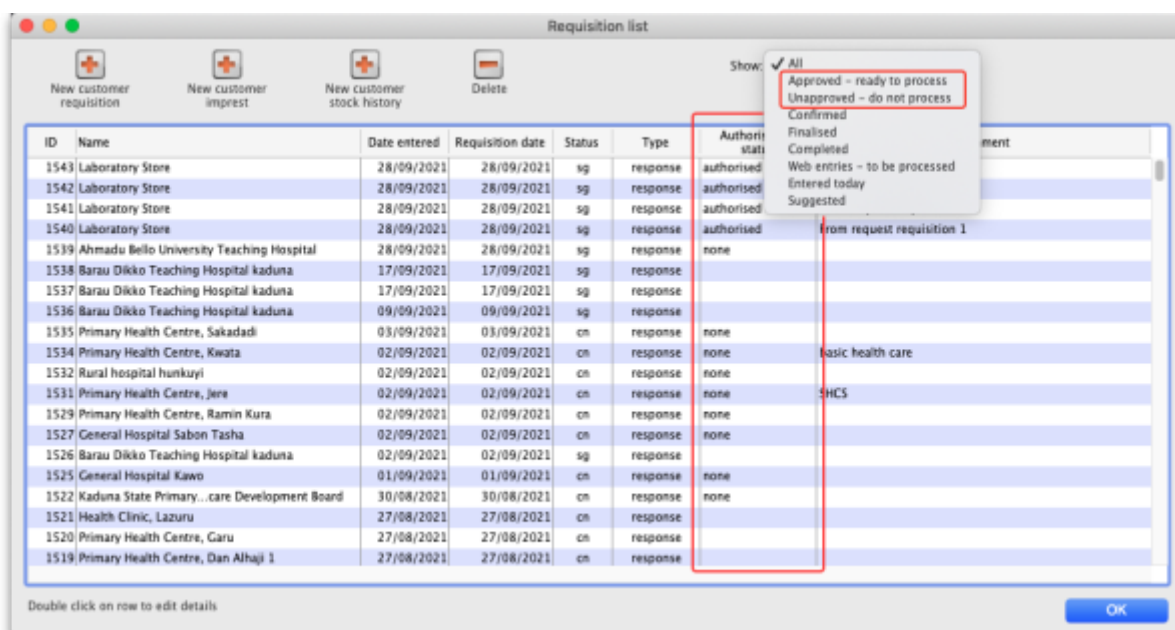 Requisition list
New customer requisition
New customer imprest
New customer stock history
Delete
Show: ✓ All
Approved – ready to process
Unapproved – do not process
Confirmed
Finalised
Completed
Web entries – to be processed
Entered today
Suggested
ID Name Date entered Requisition date Status Type Authoris stat ment
1543 Laboratory Store 28/09/2021 28/09/2021 sg response authorised
1542 Laboratory Store 28/09/2021 28/09/2021 sg response authorised
1541 Laboratory Store 28/09/2021 28/09/2021 sg response authorised
1540 Laboratory Store 28/09/2021 28/09/2021 sg response authorised From request requisition 1
1539 Ahmadu Bello University Teaching Hospital 28/09/2021 28/09/2021 sg response none
1538 Barau Dikko Teaching Hospital kaduna 17/09/2021 17/09/2021 sg response
1537 Barau Dikko Teaching Hospital kaduna 17/09/2021 17/09/2021 sg response
1536 Barau Dikko Teaching Hospital kaduna 09/09/2021 09/09/2021 sg response
1535 Primary Health Centre, Sakadadi 03/09/2021 03/09/2021 cn response none
1534 Primary Health Centre, Kwata 02/09/2021 02/09/2021 cn response none basic health care
1532 Rural hospital hunkuyi 02/09/2021 02/09/2021 cn response none
1531 Primary Health Centre, Jere 02/09/2021 02/09/2021 cn response none SHCS
1529 Primary Health Centre, Ramin Kura 02/09/2021 02/09/2021 cn response none
1527 General Hospital Sabon Tasha 02/09/2021 02/09/2021 cn response none
1526 Barau Dikko Teaching Hospital kaduna 02/09/2021 02/09/2021 sg response
1525 General Hospital Kawo 01/09/2021 01/09/2021 cn response none
1522 Kaduna State Primary...care Development Board 30/08/2021 30/08/2021 cn response none
1521 Health Clinic, Lazuru 27/08/2021 27/08/2021 cn response
1520 Primary Health Centre, Garu 27/08/2021 27/08/2021 cn response
1519 Primary Health Centre, Dan Alhaji 1 27/08/2021 27/08/2021 cn response
Double click on row to edit details
OK